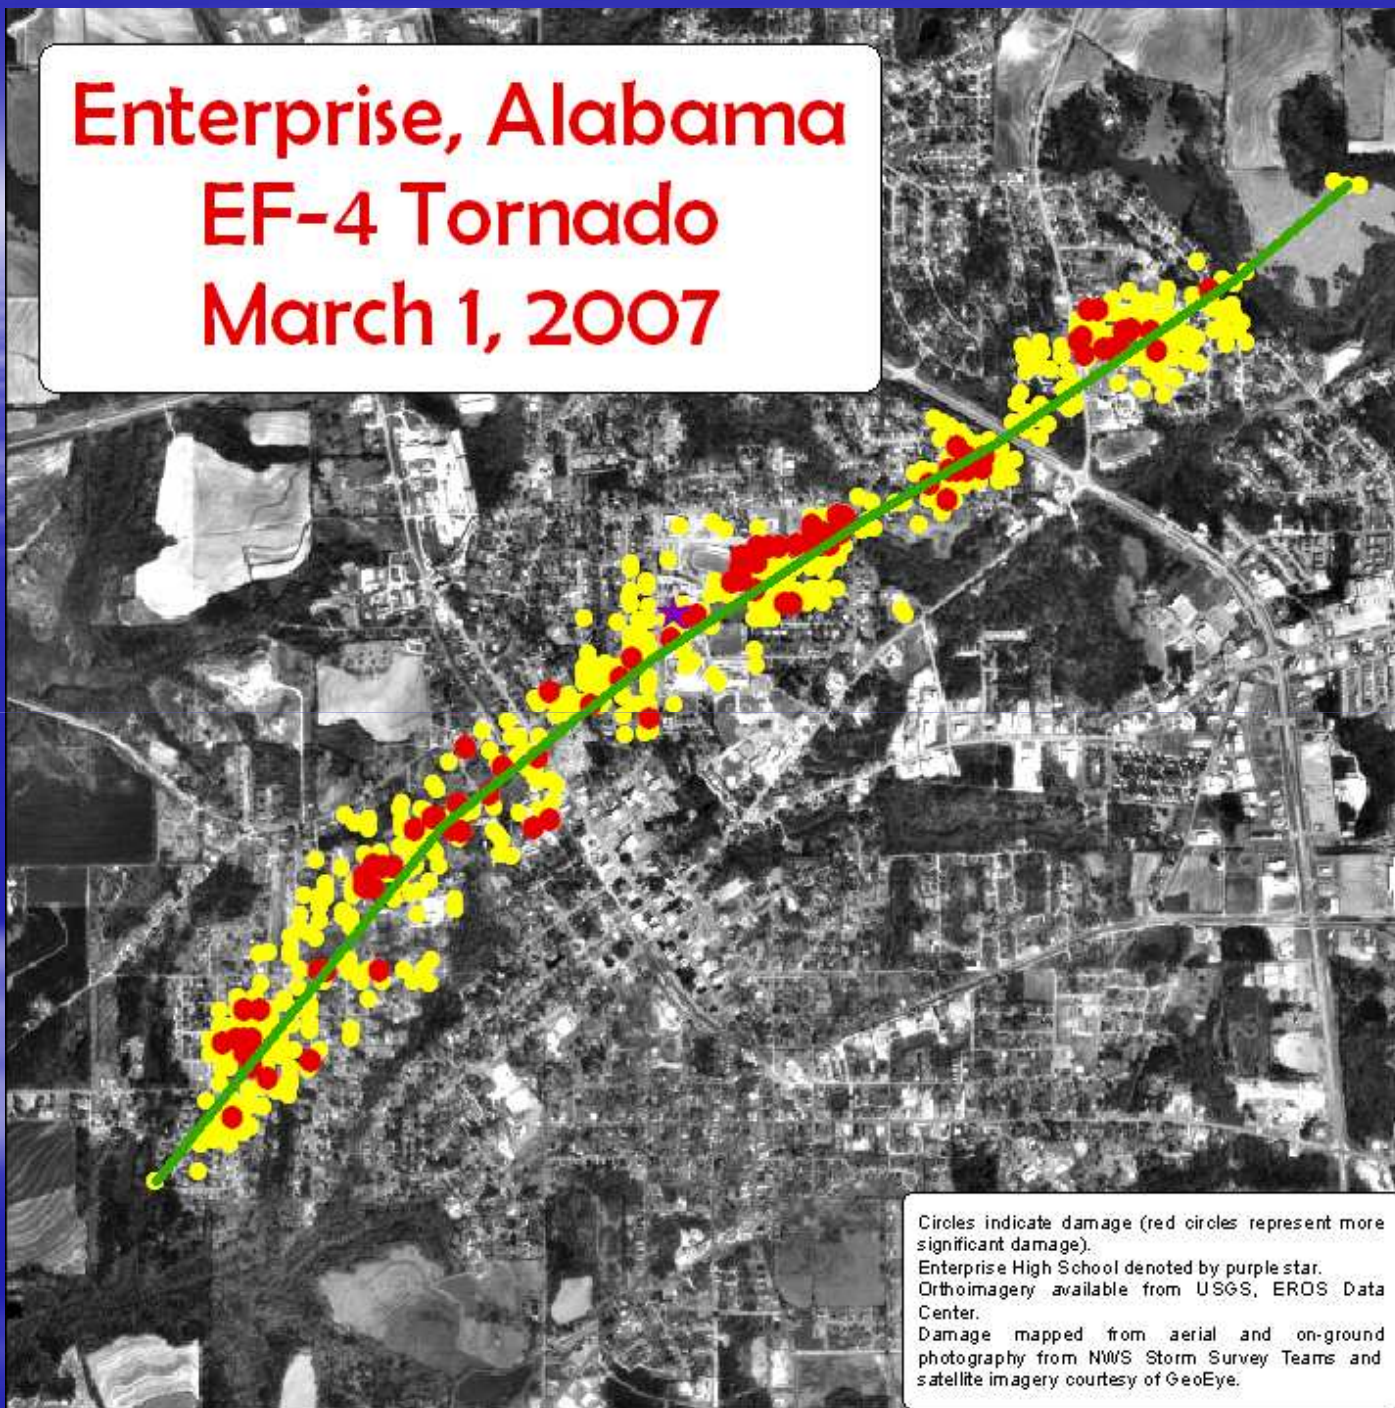 Enterprise, Alabama
EF-4 Tornado
March 1, 2007
Circles indicate damage (red circles represent more
significant damage).
Enterprise High School denoted by purple star.
Orthoimagery available from USGS, EROS Data
Center.
Damage mapped from aerial and on-ground
photography from NWS Storm Survey Teams and
satellite imagery courtesy of GeoEye.